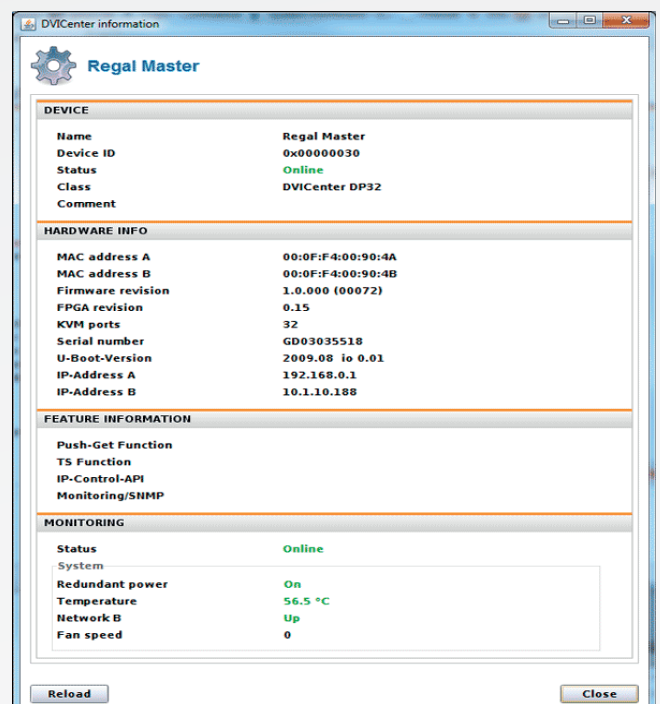 DVICenter information
Regal Master
DEVICE
Name Regal Master
Device ID 0x00000030
Status Online
Class DVICenter DP32
Comment
HARDWARE INFO
MAC address A 00:0F:F4:00:90:4A
MAC address B 00:0F:F4:00:90:4B
Firmware revision 1.0.000 (00072)
FPGA revision 0.15
KVM ports 32
Serial number GD03035518
U-Boot-Version 2009.08 io 0.01
IP-Address A 192.168.0.1
IP-Address B 10.1.10.188
FEATURE INFORMATION
Push-Get Function
TS Function
IP-Control-API
Monitoring/SNMP
MONITORING
Status Online
System
Redundant power On
Temperature 56.5 °C
Network B Up
Fan speed 0
Reload Close